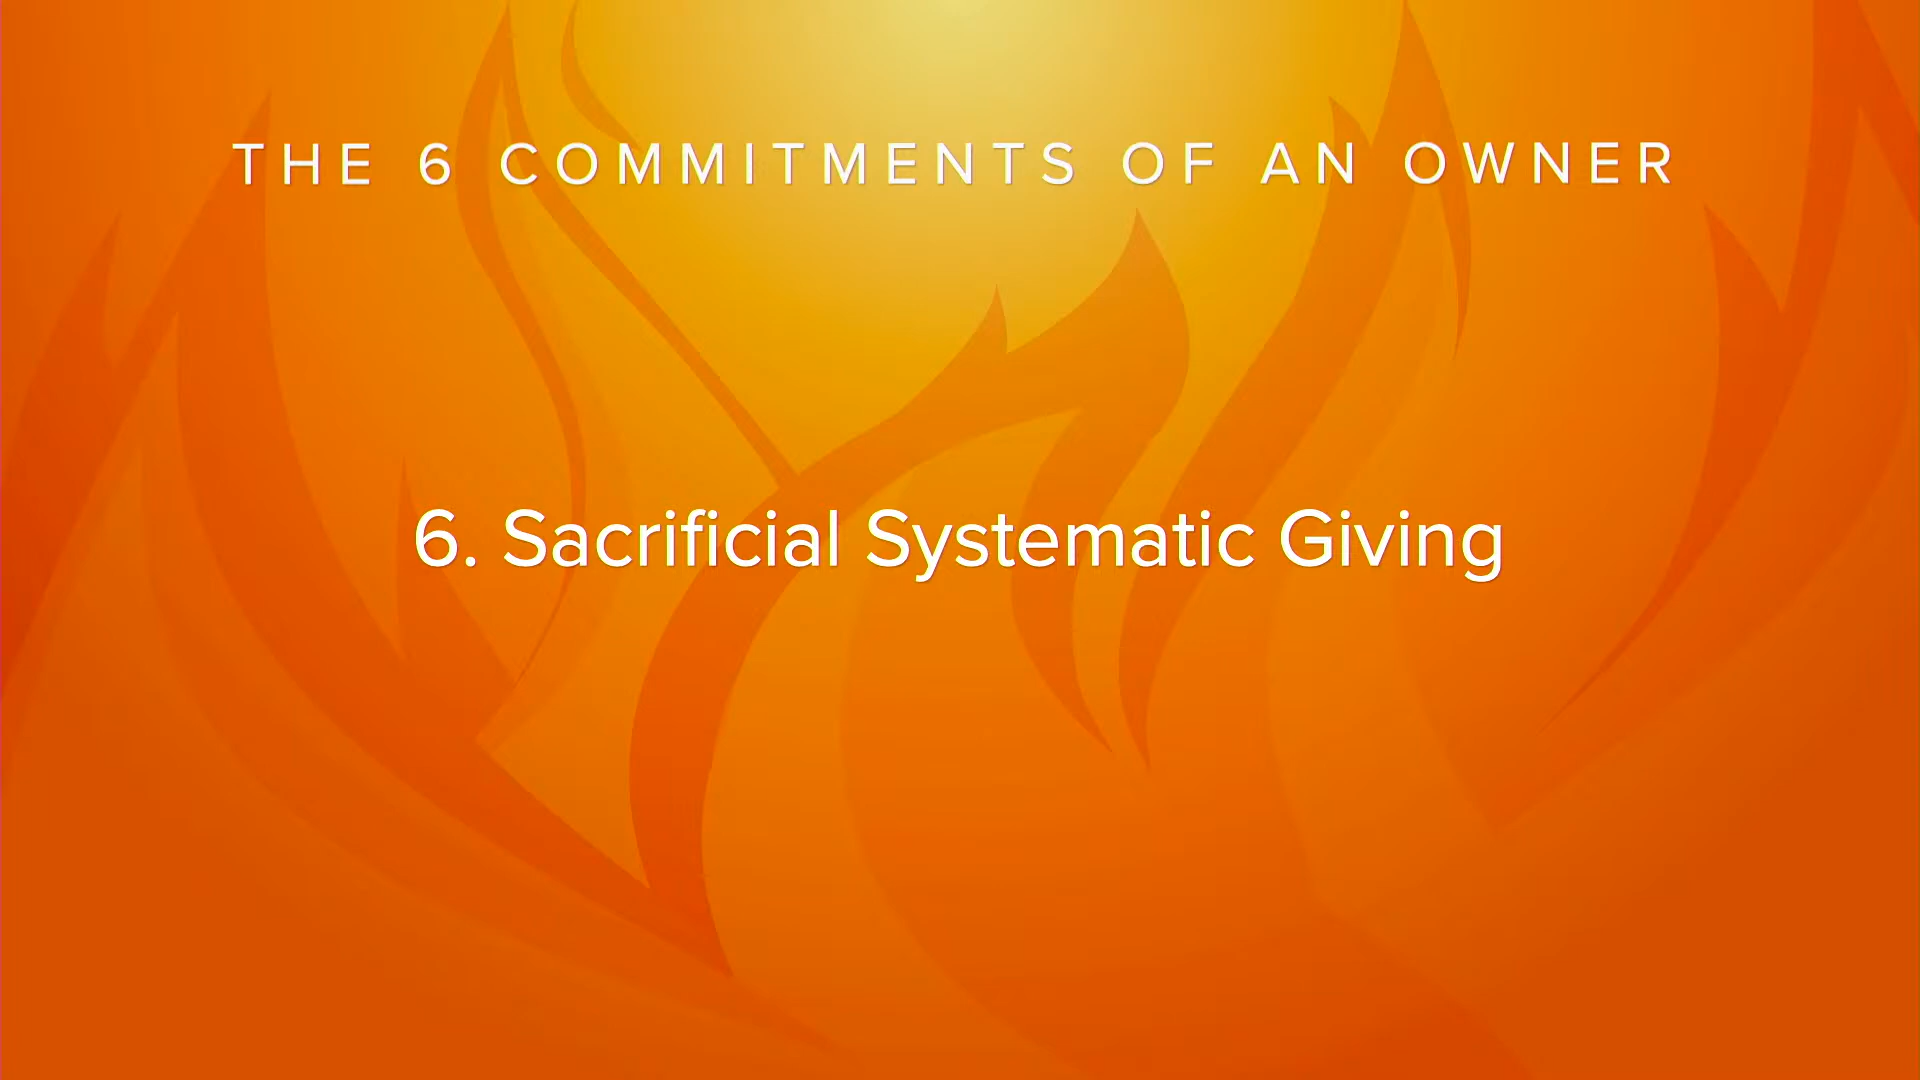 THE 6 COMMITMENTS OF AN OWNER
6. Sacrificial Systematic Giving